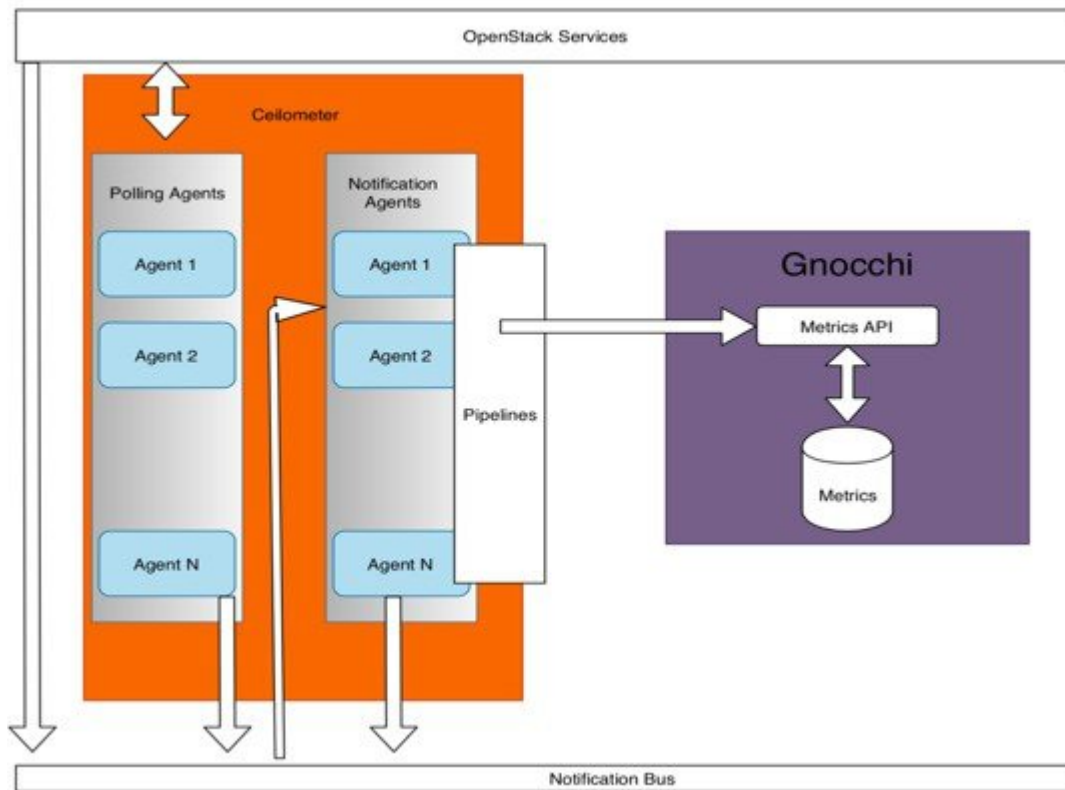 OpenStack Services
Ceilometer
Polling Agents
Agent 1
Agent 2
Agent N
Notification
Agents
Agent 1
Agent 2
Agent N
Pipelines
Gnocchi
Metrics API
Metrics
Notification Bus